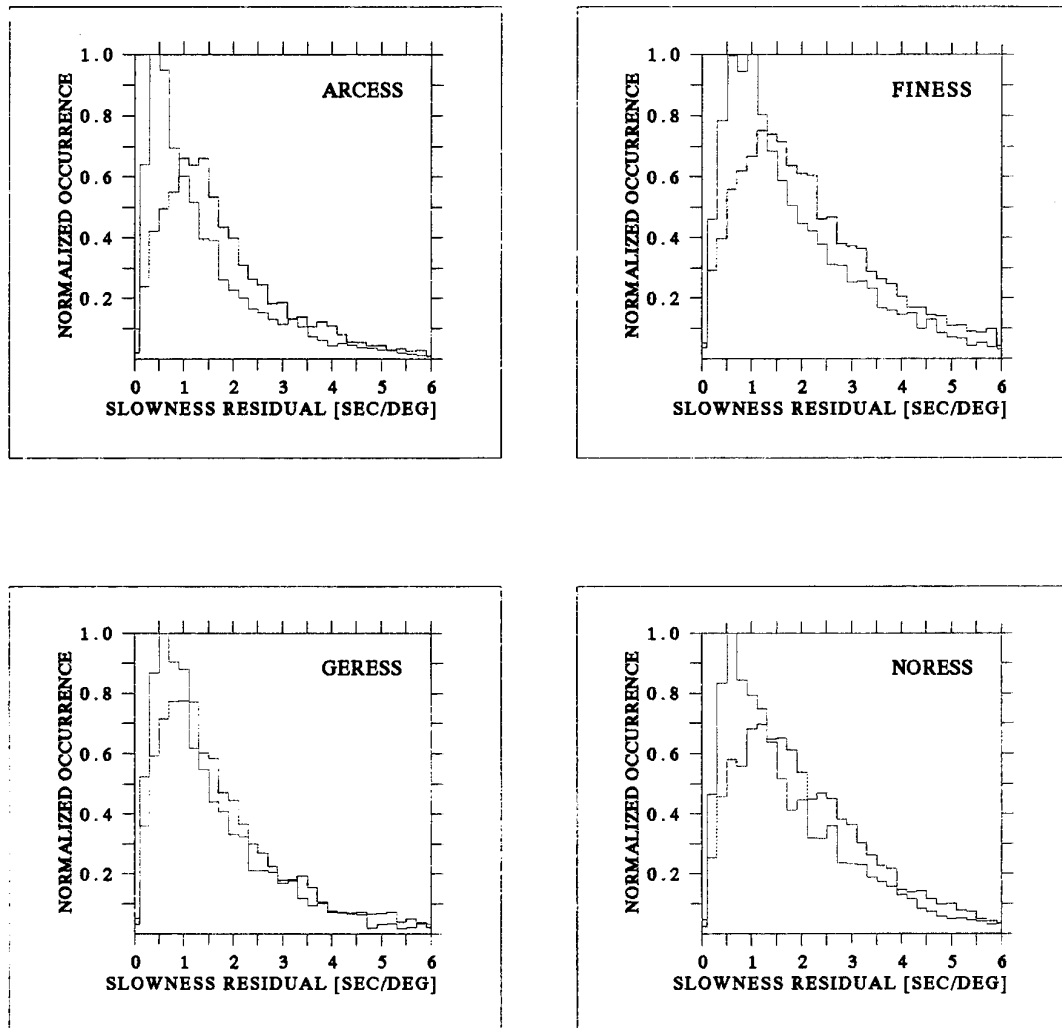 ARCESS
NORMALIZED OCCURRENCE
1.0
0.8
0.6
0.4
0.2
0 1 2 3 4 5 6
SLOWNESS RESIDUAL [SEC/DEG]
FINESS
NORMALIZED OCCURRENCE
1.0
0.8
0.6
0.4
0.2
0 1 2 3 4 5 6
SLOWNESS RESIDUAL [SEC/DEG]
GERESS
NORMALIZED OCCURRENCE
1.0
0.8
0.6
0.4
0.2
0 1 2 3 4 5 6
SLOWNESS RESIDUAL [SEC/DEG]
NORESS
NORMALIZED OCCURRENCE
1.0
0.8
0.6
0.4
0.2
0 1 2 3 4 5 6
SLOWNESS RESIDUAL [SEC/DEG]